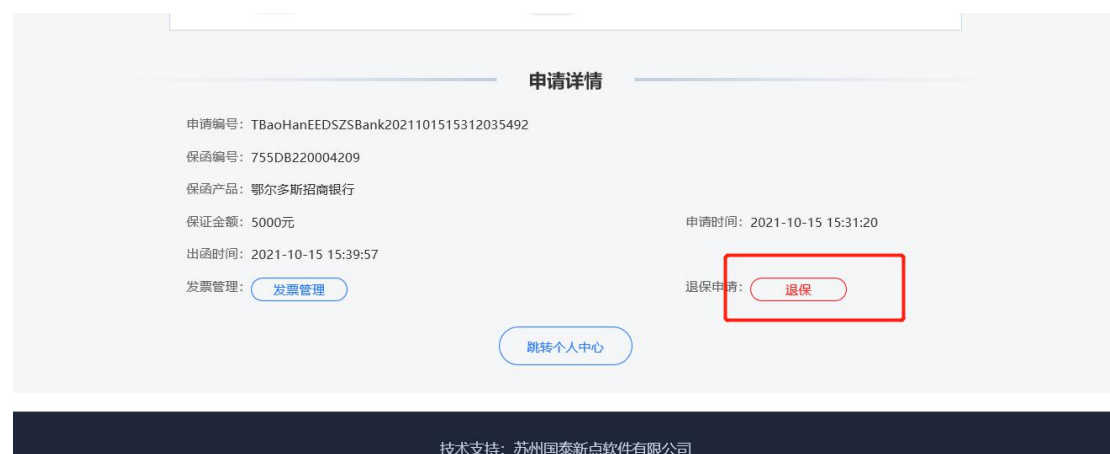 申请详情
申请编号：TBaoHanEEDSZSBank2021101515312035492
保函编号：755DB220004209
保函产品：鄂尔多斯招商银行
保证金额：5000元 申请时间：2021-10-15 15:31:20
出函时间：2021-10-15 15:39:57
发票管理：发票管理 退保申请：退保
跳转个人中心
技术支持：苏州国泰新点软件有限公司